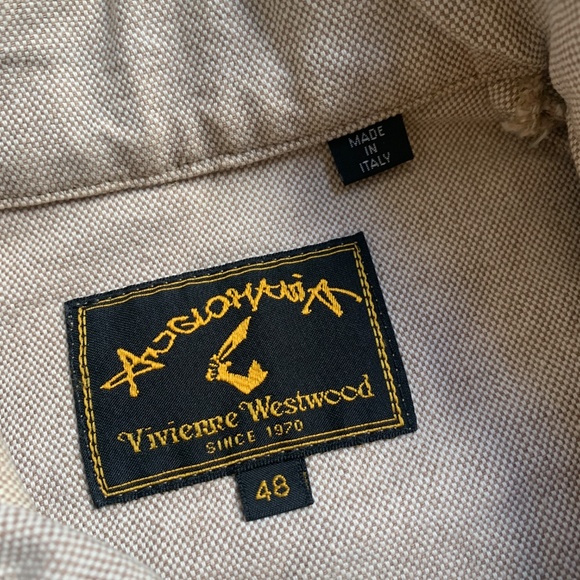 MADE
IN
ITALY
ANGLOMANIA
Vivienne Westwood
SINCE 1970
48